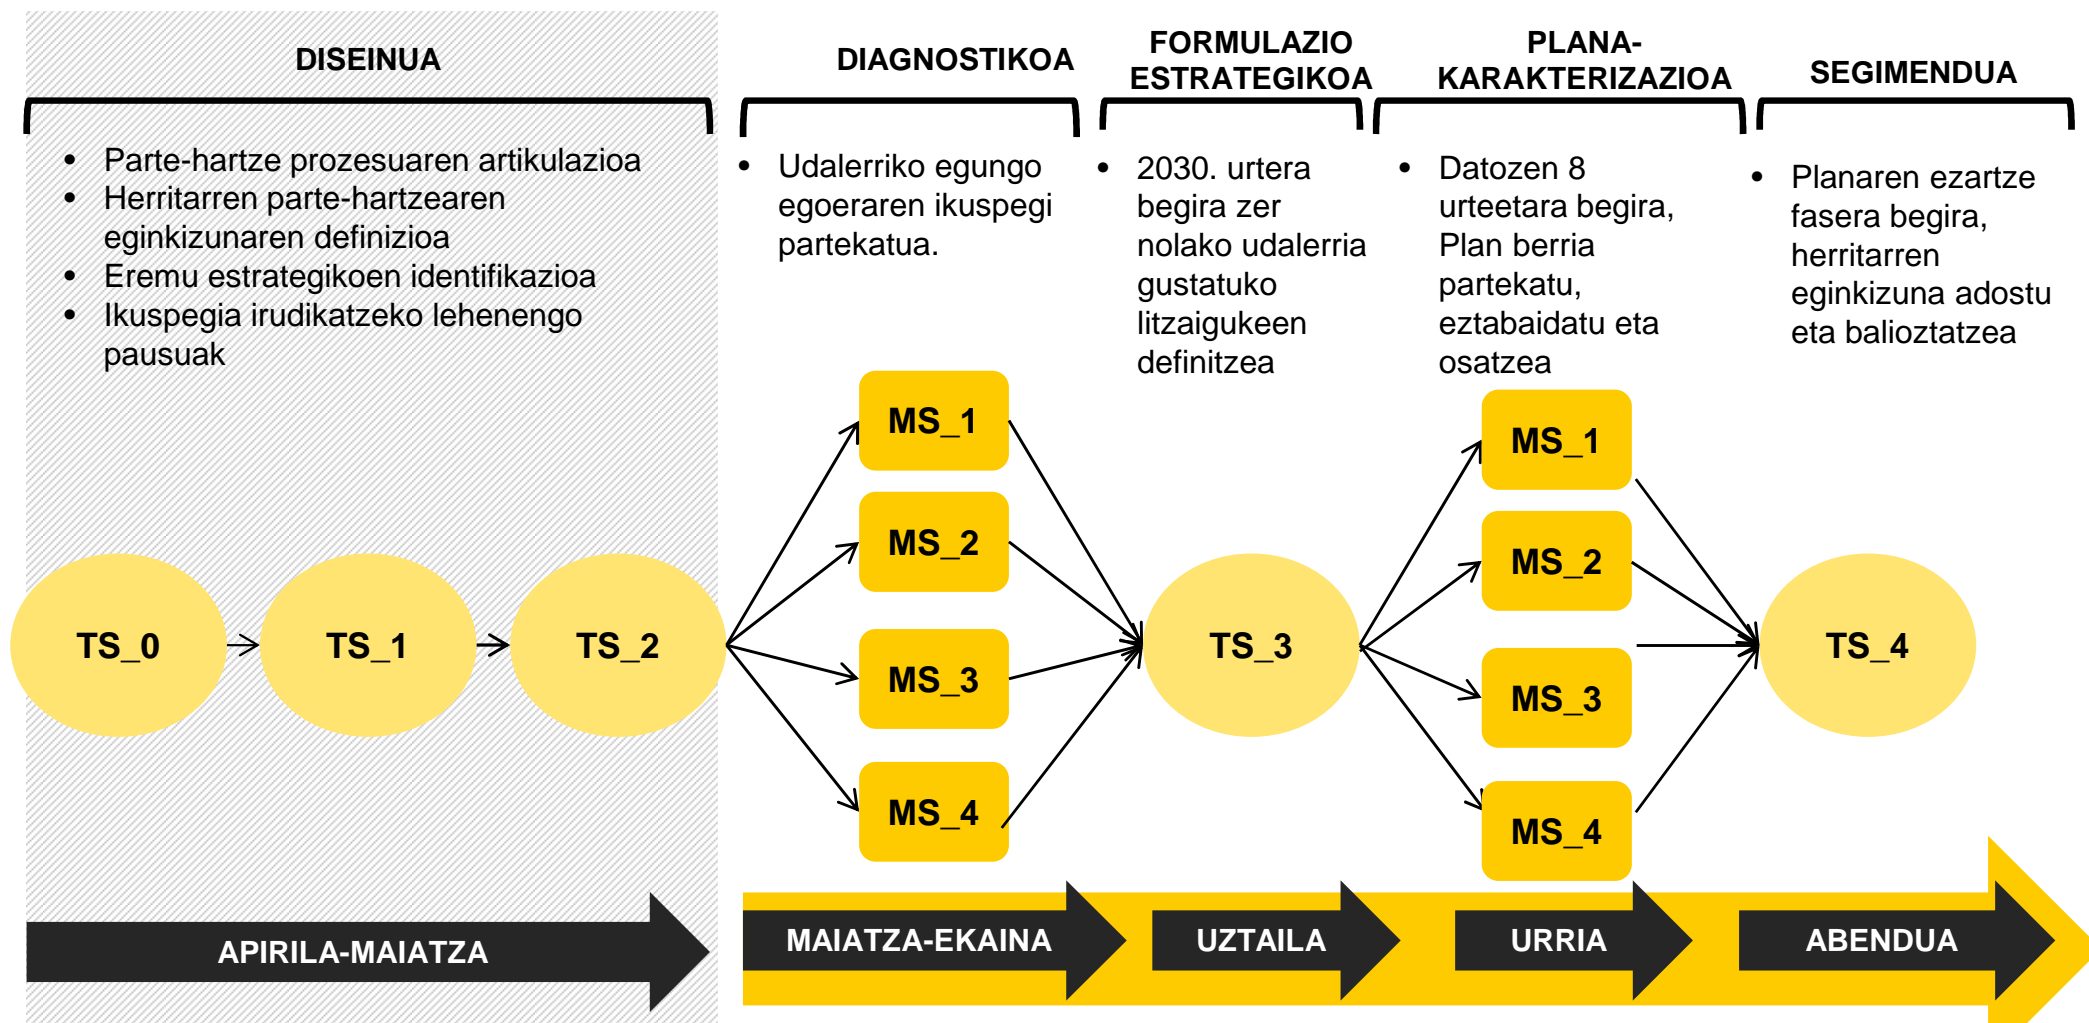 DISEINUA
DIAGNOSTIKOA
FORMULAZIO
ESTRATEGIKOA
PLANA-
KARAKTERIZAZIOA
SEGIMENDUA
• Parte-hartze prozesuaren artikulazioa
• Herritarren parte-hartzearen
eginkizunaren definizioa
• Eremu estrategikoen identifikazioa
• Ikuspegia irudikatzeko lehenengo
pausuak
• Udalerriko egungo
egoeraren ikuspegi
partekatua.
• 2030. urtera
begira zer
nolako udalerria
gustatuko
litzaigukeen
definitzea
• Datozen 8
urteetara begira,
Plan berria
partekatu,
eztabaidatu eta
osatzea
• Planaren ezartze
fasera begira,
herritarren
eginkizuna adostu
eta balioztatzea
TS_0
TS_1
TS_2
MS_1
MS_2
MS_3
MS_4
TS_3
MS_1
MS_2
MS_3
MS_4
TS_4
APIRILA-MAIATZA
MAIATZA-EKAINA
UZTAILA
URRIA
ABENDUA